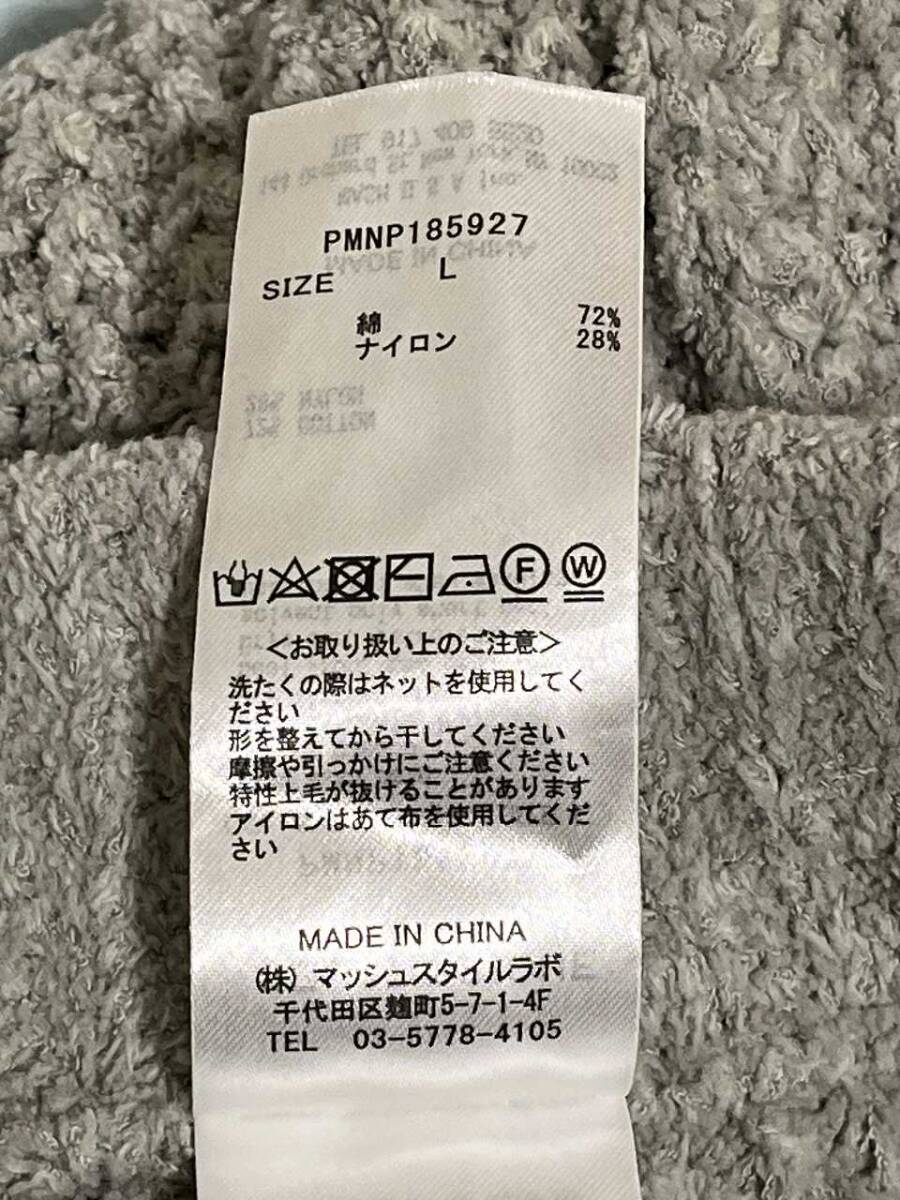 PMNP185927
SIZE L
綿 72%
ナイロン 28%
F W
<お取り扱い上のご注意>
洗たくの際はネットを使用してく
ださい
形を整えてから干してください
摩擦や引っかけにご注意ください
特性上毛が抜けることがあります
アイロンはあて布を使用してくだ
さい
MADE IN CHINA
(株) マッシュスタイルラボ
千代田区麹町5-7-1-4F
TEL 03-5778-4105